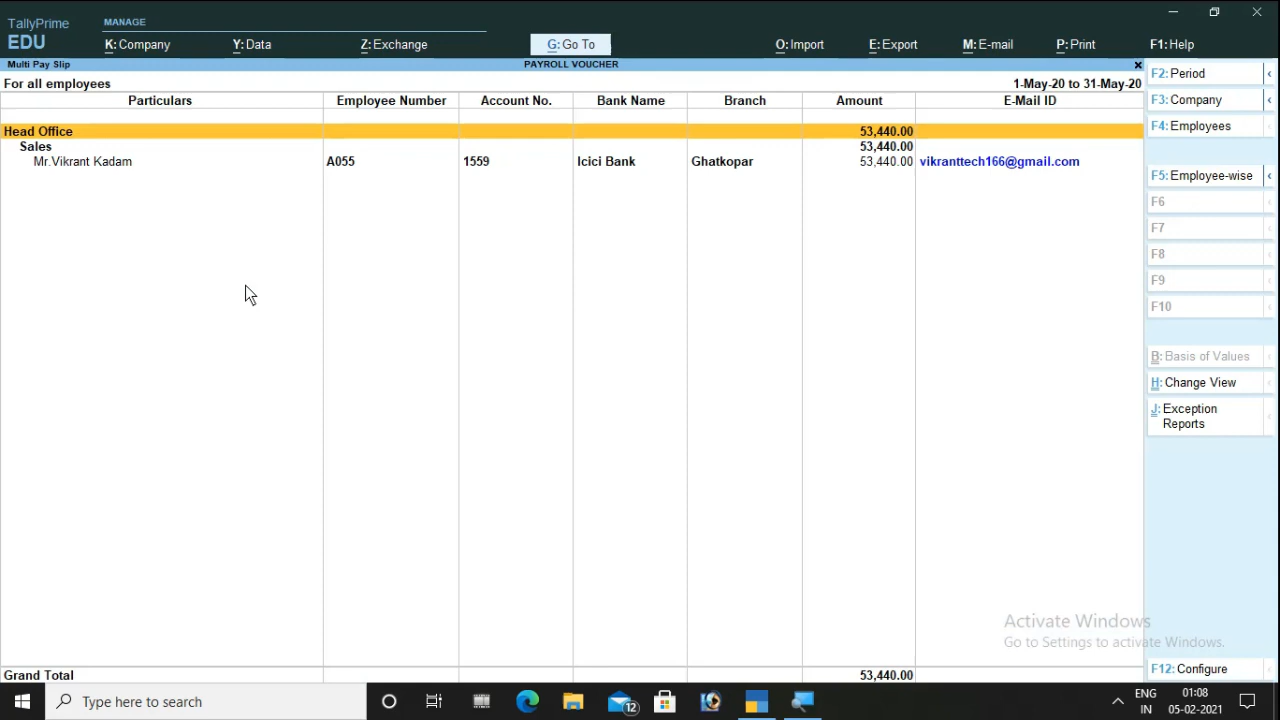 TallyPrime
MANAGE
EDU
K: Company Y: Data Z: Exchange G: Go To O: Import E: Export M: E-mail P: Print F1: Help
Multi Pay Slip PAYROLL VOUCHER
For all employees 1-May-20 to 31-May-20
Particulars Employee Number Account No. Bank Name Branch Amount E-Mail ID
Head Office 53,440.00
Sales 53,440.00
Mr.Vikrant Kadam A055 1559 Icici Bank Ghatkopar 53,440.00 vikranttech166@gmail.com
Grand Total 53,440.00
F2: Period
F3: Company
F4: Employees
F5: Employee-wise
F6
F7
F8
F9
F10
B: Basis of Values
H: Change View
J: Exception
Reports
Activate Windows
Go to Settings to activate Windows.
F12: Configure
Type here to search
12
ENG
IN
01:08
05-02-2021